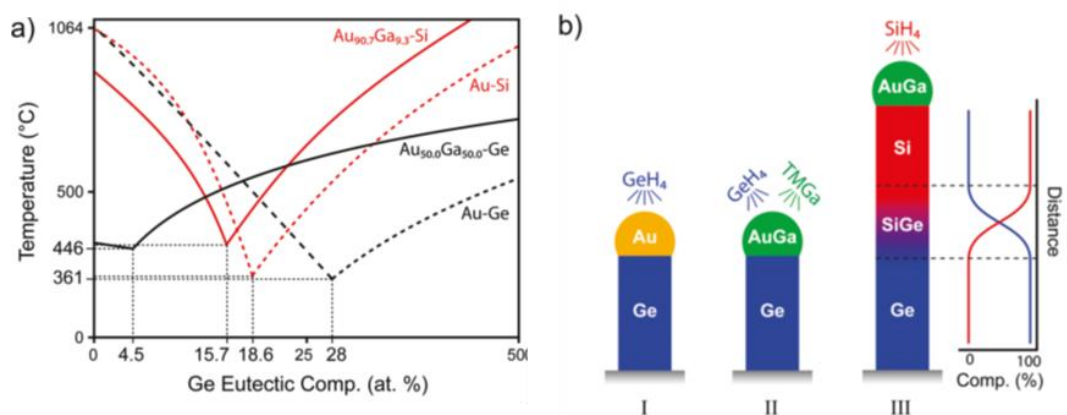 a)
Temperature (°C)
1064
500
446
361
0
Au90.7Ga9.3-Si
Au-Si
Au50.0Ga50.0-Ge
Au-Ge
0 4.5 15.7 18.6 25 28 500
Ge Eutectic Comp. (at. %)
b)
SiH4
AuGa
Si
SiGe
Ge
GeH4
Au
Ge
GeH4
TMGa
AuGa
Ge
Distance
0 100
Comp. (%)
I II III